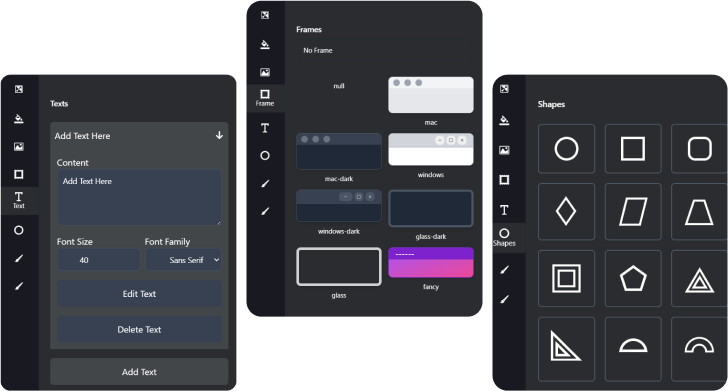 Texts
Add Text Here
Content
Add Text Here
Font Size
Font Family
40
Sans Serif
Edit Text
Delete Text
Add Text
Text
Frames
No Frame
null
mac
mac-dark
windows
windows-dark
glass-dark
glass
fancy
Frame
Shapes
Shapes